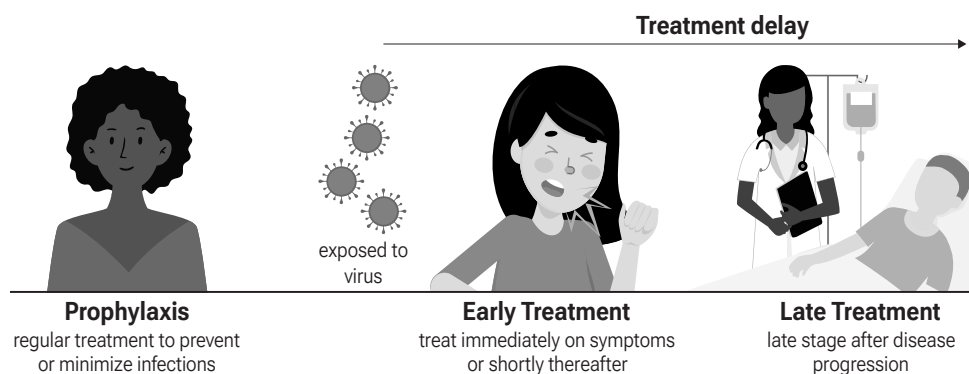 Treatment delay
exposed to
virus
Prophylaxis
regular treatment to prevent
or minimize infections
Early Treatment
treat immediately on symptoms
or shortly thereafter
Late Treatment
late stage after disease
progression